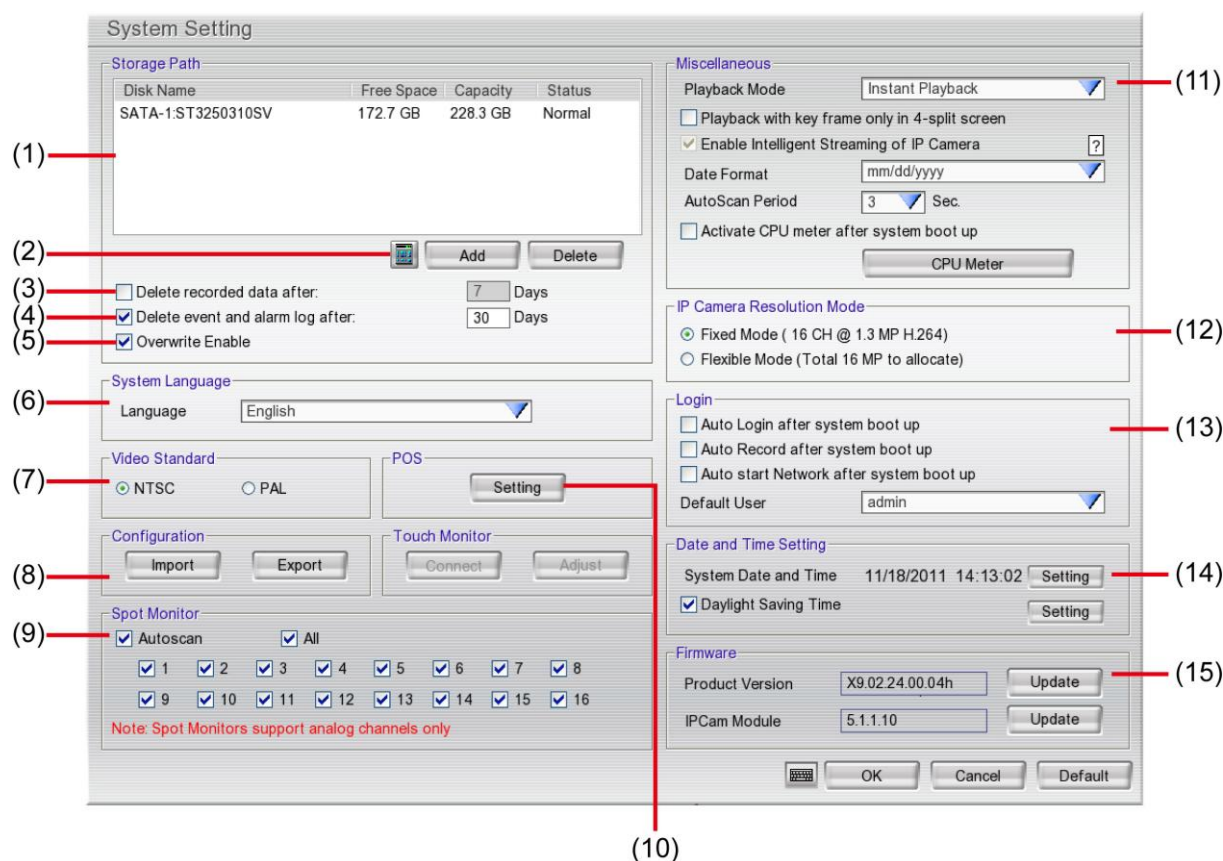 System Setting
Storage Path
Disk Name Free Space Capacity Status
SATA-1:ST3250310SV 172.7 GB 228.3 GB Normal
(1)
(2)
Add Delete
(3)
Delete recorded data after: 7 Days
(4)
Delete event and alarm log after: 30 Days
(5)
Overwrite Enable
System Language
(6)
Language English
Video Standard
(7)
NTSC PAL
POS
Setting
(10)
Configuration
(8)
Import Export
Touch Monitor
Connect Adjust
Spot Monitor
(9)
Autoscan All
1 2 3 4 5 6 7 8
9 10 11 12 13 14 15 16
Note: Spot Monitors support analog channels only
Miscellaneous
Playback Mode Instant Playback
(11)
Playback with key frame only in 4-split screen
Enable Intelligent Streaming of IP Camera ?
Date Format mm/dd/yyyy
AutoScan Period 3 Sec.
Activate CPU meter after system boot up
CPU Meter
IP Camera Resolution Mode
Fixed Mode ( 16 CH @ 1.3 MP H.264)
(12)
Flexible Mode (Total 16 MP to allocate)
Login
Auto Login after system boot up
(13)
Auto Record after system boot up
Auto start Network after system boot up
Default User admin
Date and Time Setting
System Date and Time 11/18/2011 14:13:02 Setting
(14)
Daylight Saving Time Setting
Firmware
Product Version X9.02.24.00.04h Update
(15)
IPCam Module 5.1.1.10 Update
OK Cancel Default